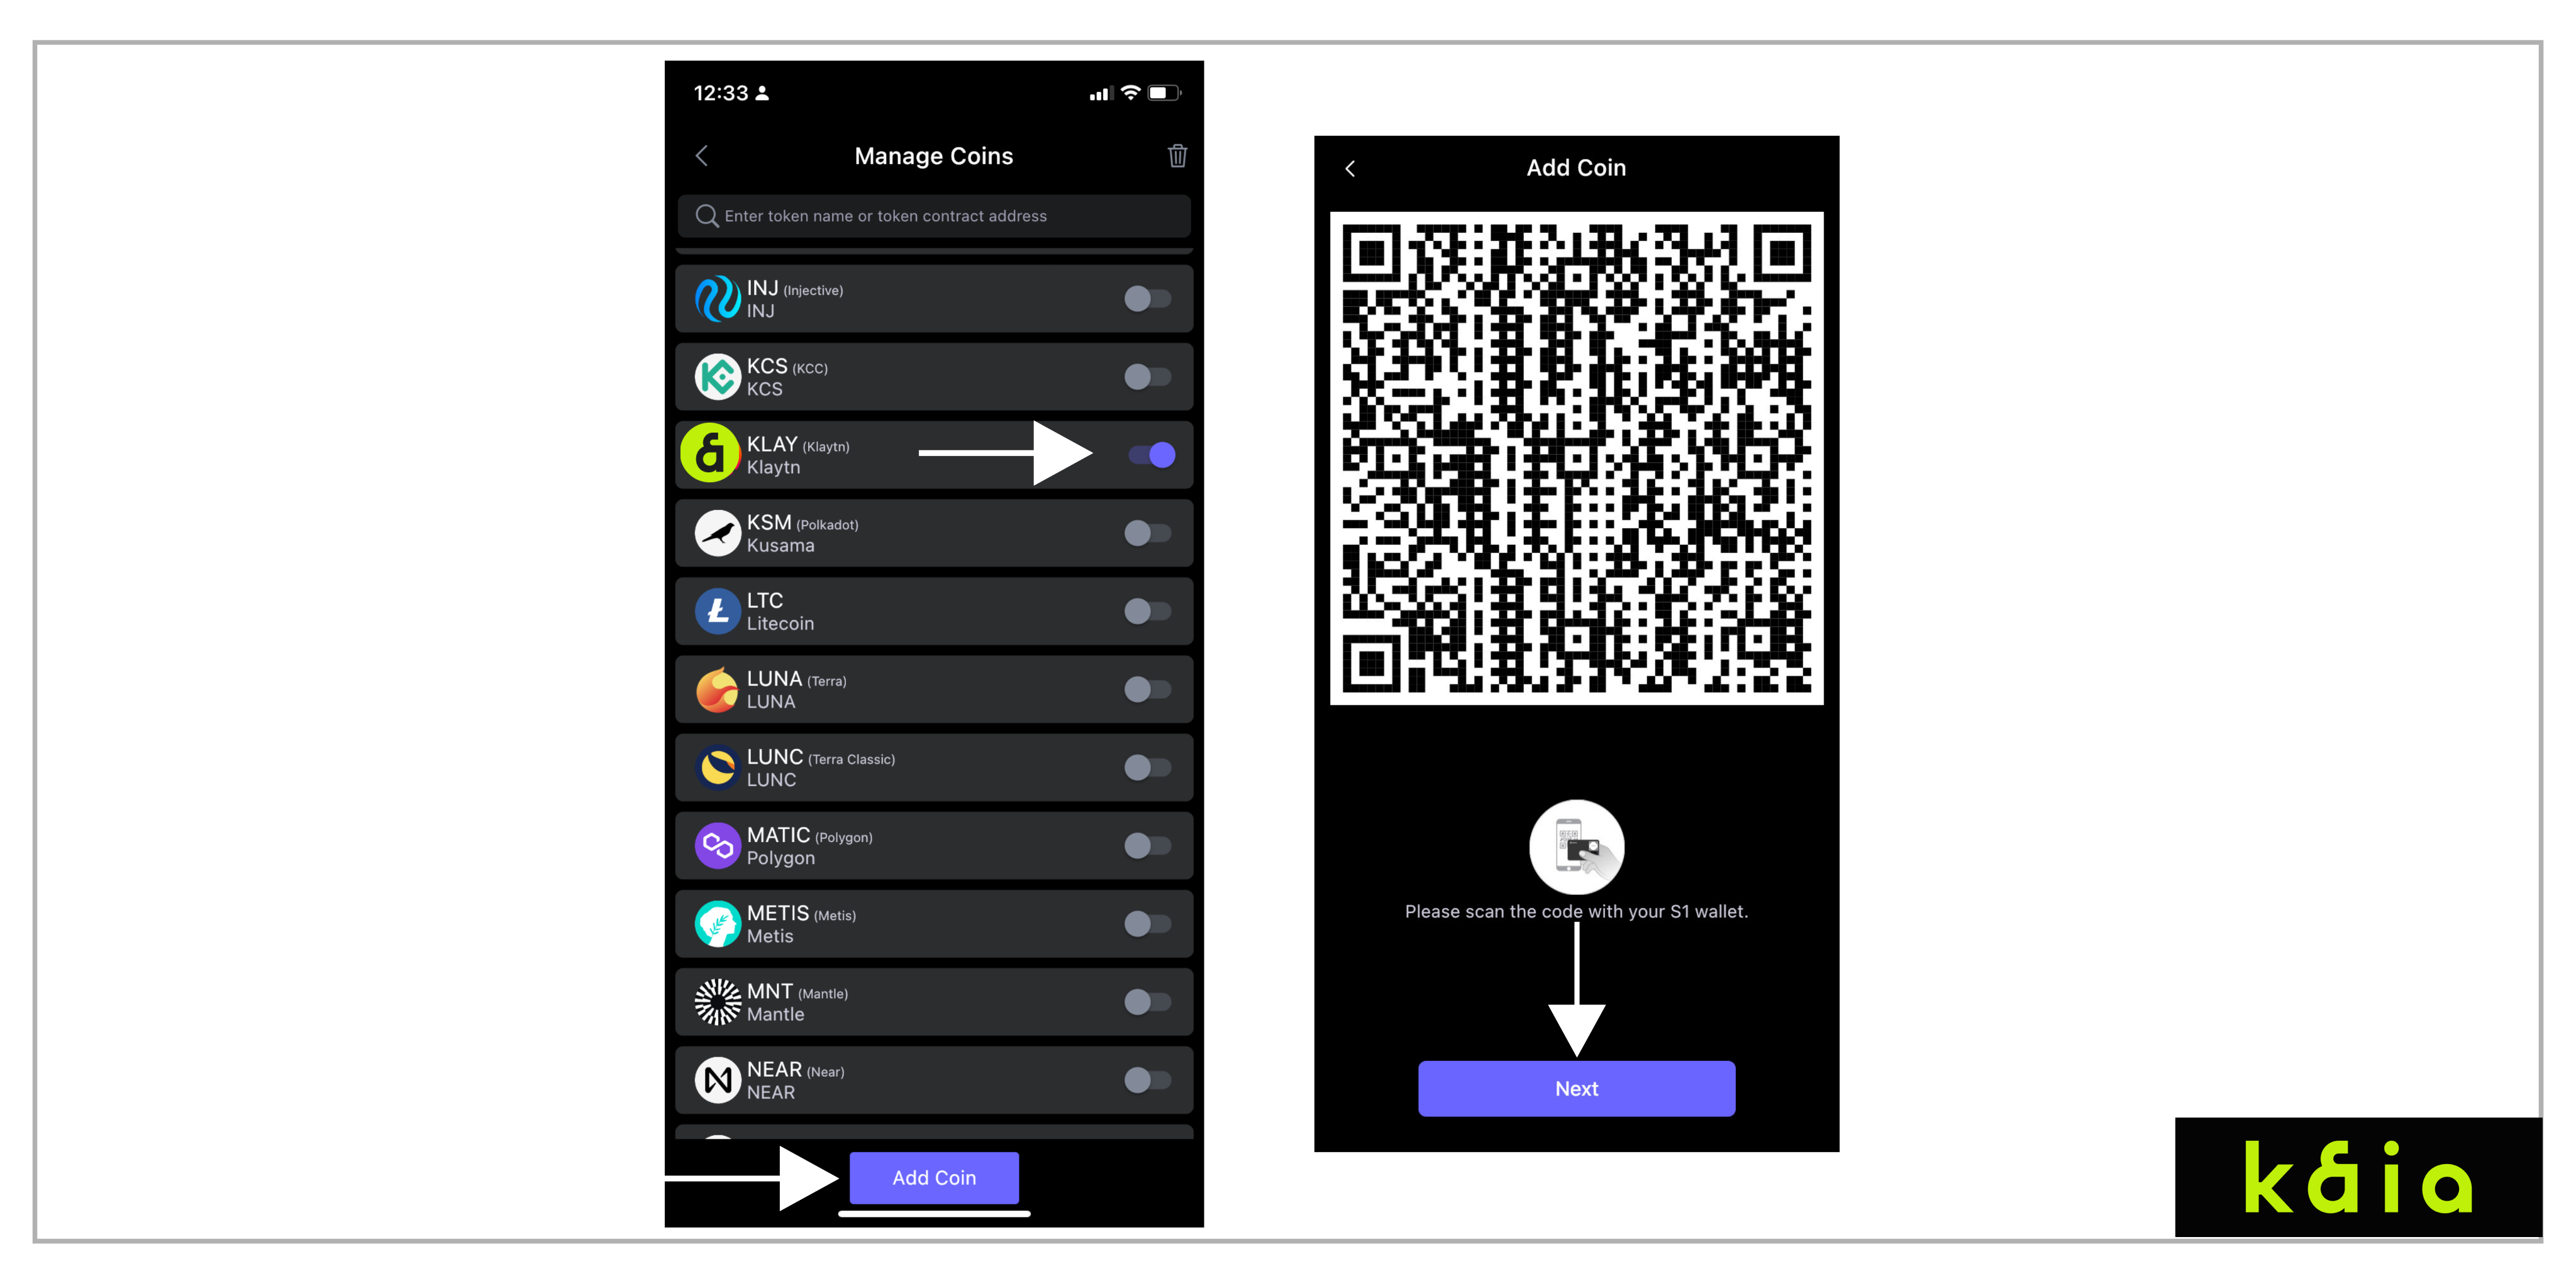 12:33
Manage Coins
Enter token name or token contract address
INJ (Injective)
INJ
KCS (KCC)
KCS
KLAY (Klaytn)
Klaytn
KSM (Polkadot)
Kusama
LTC
Litecoin
LUNA (Terra)
LUNA
LUNC (Terra Classic)
LUNC
MATIC (Polygon)
Polygon
METIS (Metis)
Metis
MNT (Mantle)
Mantle
NEAR (Near)
NEAR
Add Coin
Add Coin
Please scan the code with your S1 wallet.
Next
kaia